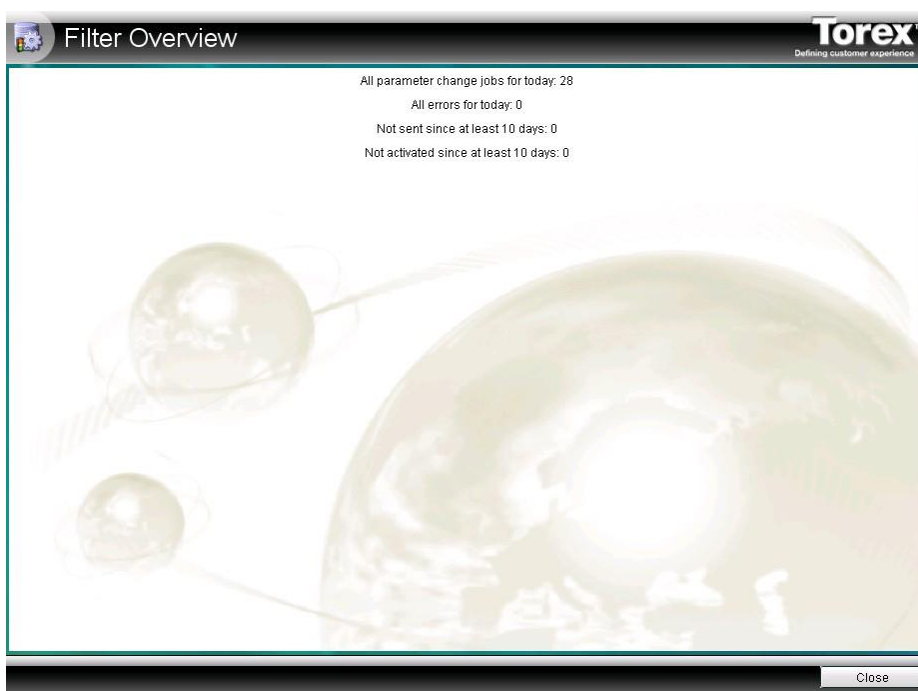 Filter Overview
Torex
Defining customer experience
All parameter change jobs for today: 28
All errors for today: 0
Not sent since at least 10 days: 0
Not activated since at least 10 days: 0
Close